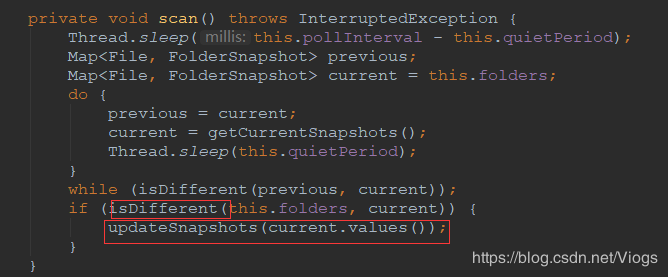 private void scan() throws InterruptedException {
    Thread.sleep( millis: this.pollInterval - this.quietPeriod);
    Map<File, FolderSnapshot> previous;
    Map<File, FolderSnapshot> current = this.folders;
    do {
        previous = current;
        current = getCurrentSnapshots();
        Thread.sleep(this.quietPeriod);
    }
    while (isDifferent(previous, current));
    if (isDifferent(this.folders, current)) {
        updateSnapshots(current.values());
    }
}
https://blog.csdn.net/Viogs